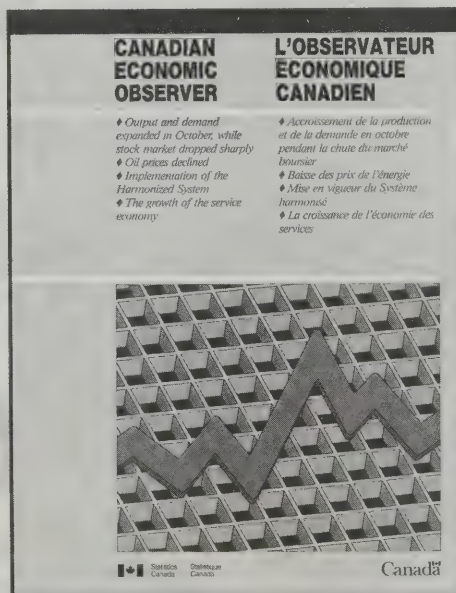 CANADIAN
ECONOMIC
OBSERVER
♦ Output and demand
expanded in October, while
stock market dropped sharply
♦ Oil prices declined
♦ Implementation of the
Harmonized System
♦ The growth of the service
economy
L'OBSERVATEUR
ÉCONOMIQUE
CANADIEN
♦ Accroissement de la production
et de la demande en octobre
pendant la chute du marché
boursier
♦ Baisse des prix de l'énergie
♦ Mise en vigueur du Système
harmonisé
♦ La croissance de l'économie des
services
Statistics
Canada
Statistique
Canada
Canada